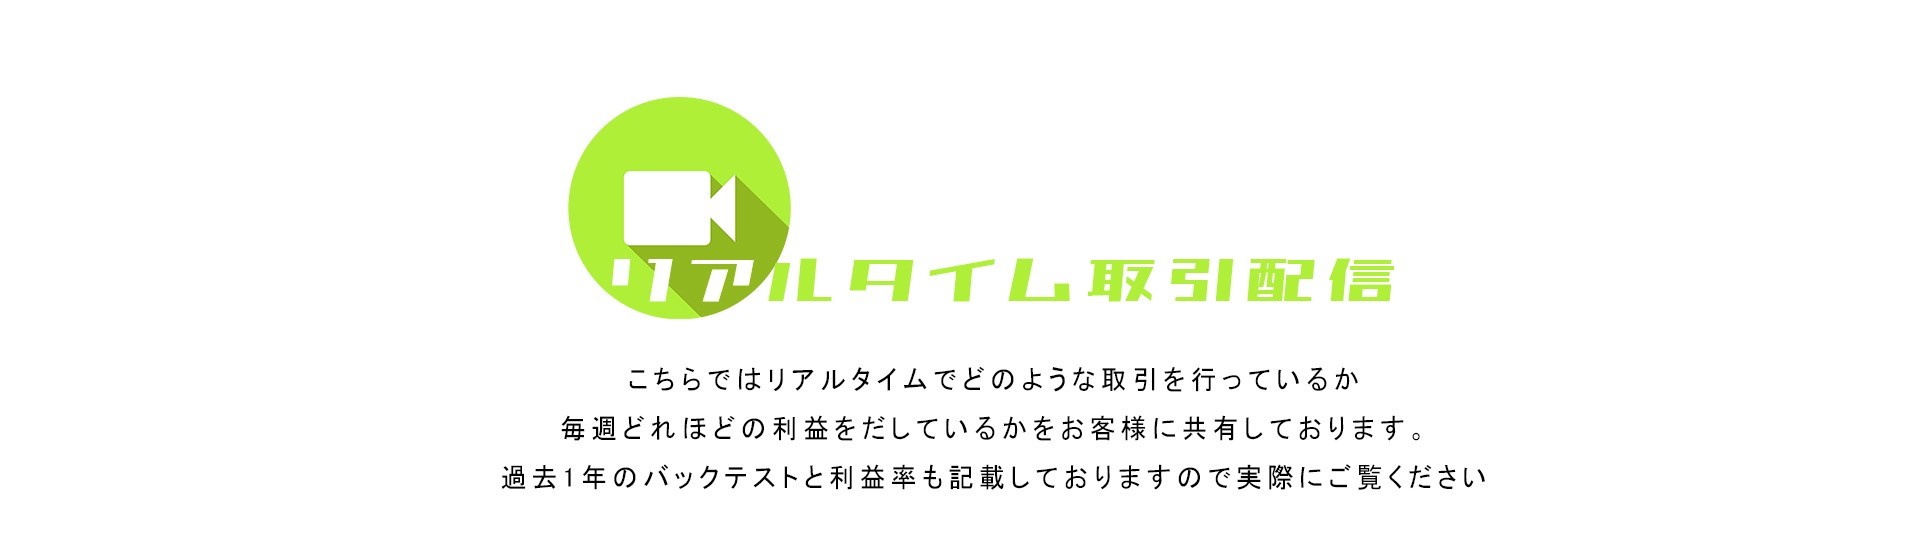 リアルタイム取引配信
こちらではリアルタイムでどのような取引を行っているか
毎週どれほどの利益をだしているかをお客様に共有しております。
過去1年のバックテストと利益率も記載しておりますので実際にご覧ください